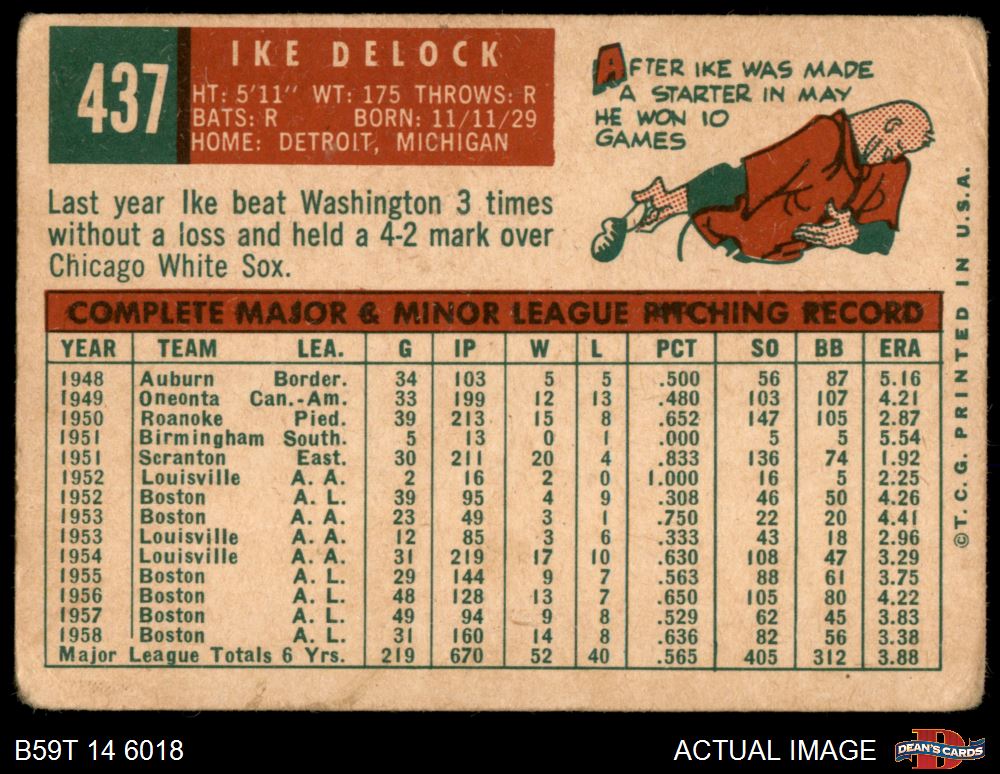 437
IKE DELOCK
HT: 5'11" WT: 175 THROWS: R
BATS: R BORN: 11/11/29
HOME: DETROIT, MICHIGAN
AFTER IKE WAS MADE
A STARTER IN MAY
HE WON 10
GAMES
Last year Ike beat Washington 3 times
without a loss and held a 4-2 mark over
Chicago White Sox.
COMPLETE MAJOR & MINOR LEAGUE PITCHING RECORD
YEAR TEAM LEA. G IP W L PCT SO BB ERA
1948 Auburn Border. 34 103 5 5 .500 56 87 5.16
1949 Oneonta Can.-Am. 33 199 12 13 .480 103 107 4.21
1950 Roanoke Pied. 39 213 15 8 .652 147 105 2.87
1951 Birmingham South. 5 13 0 1 .000 5 5 5.54
1951 Scranton East. 30 211 20 4 .833 136 74 1.92
1952 Louisville A. A. 2 16 2 0 1.000 16 5 2.25
1952 Boston A. L. 39 95 4 9 .308 46 50 4.26
1953 Boston A. A. 23 49 3 1 .750 22 20 4.41
1953 Louisville A. A. 12 85 3 6 .333 43 18 2.96
1954 Louisville A. A. 31 219 17 10 .630 108 47 3.29
1955 Boston A. L. 29 144 9 7 .563 88 61 3.75
1956 Boston A. L. 48 128 13 7 .650 105 80 4.22
1957 Boston A. L. 49 94 9 8 .529 62 45 3.83
1958 Boston A. L. 31 160 14 8 .636 82 56 3.38
Major League Totals 6 Yrs. 219 670 52 40 .565 405 312 3.88
©T. C. G. PRINTED IN U.S.A.
B59T 14 6018
ACTUAL IMAGE
D
DEAN'S CARDS